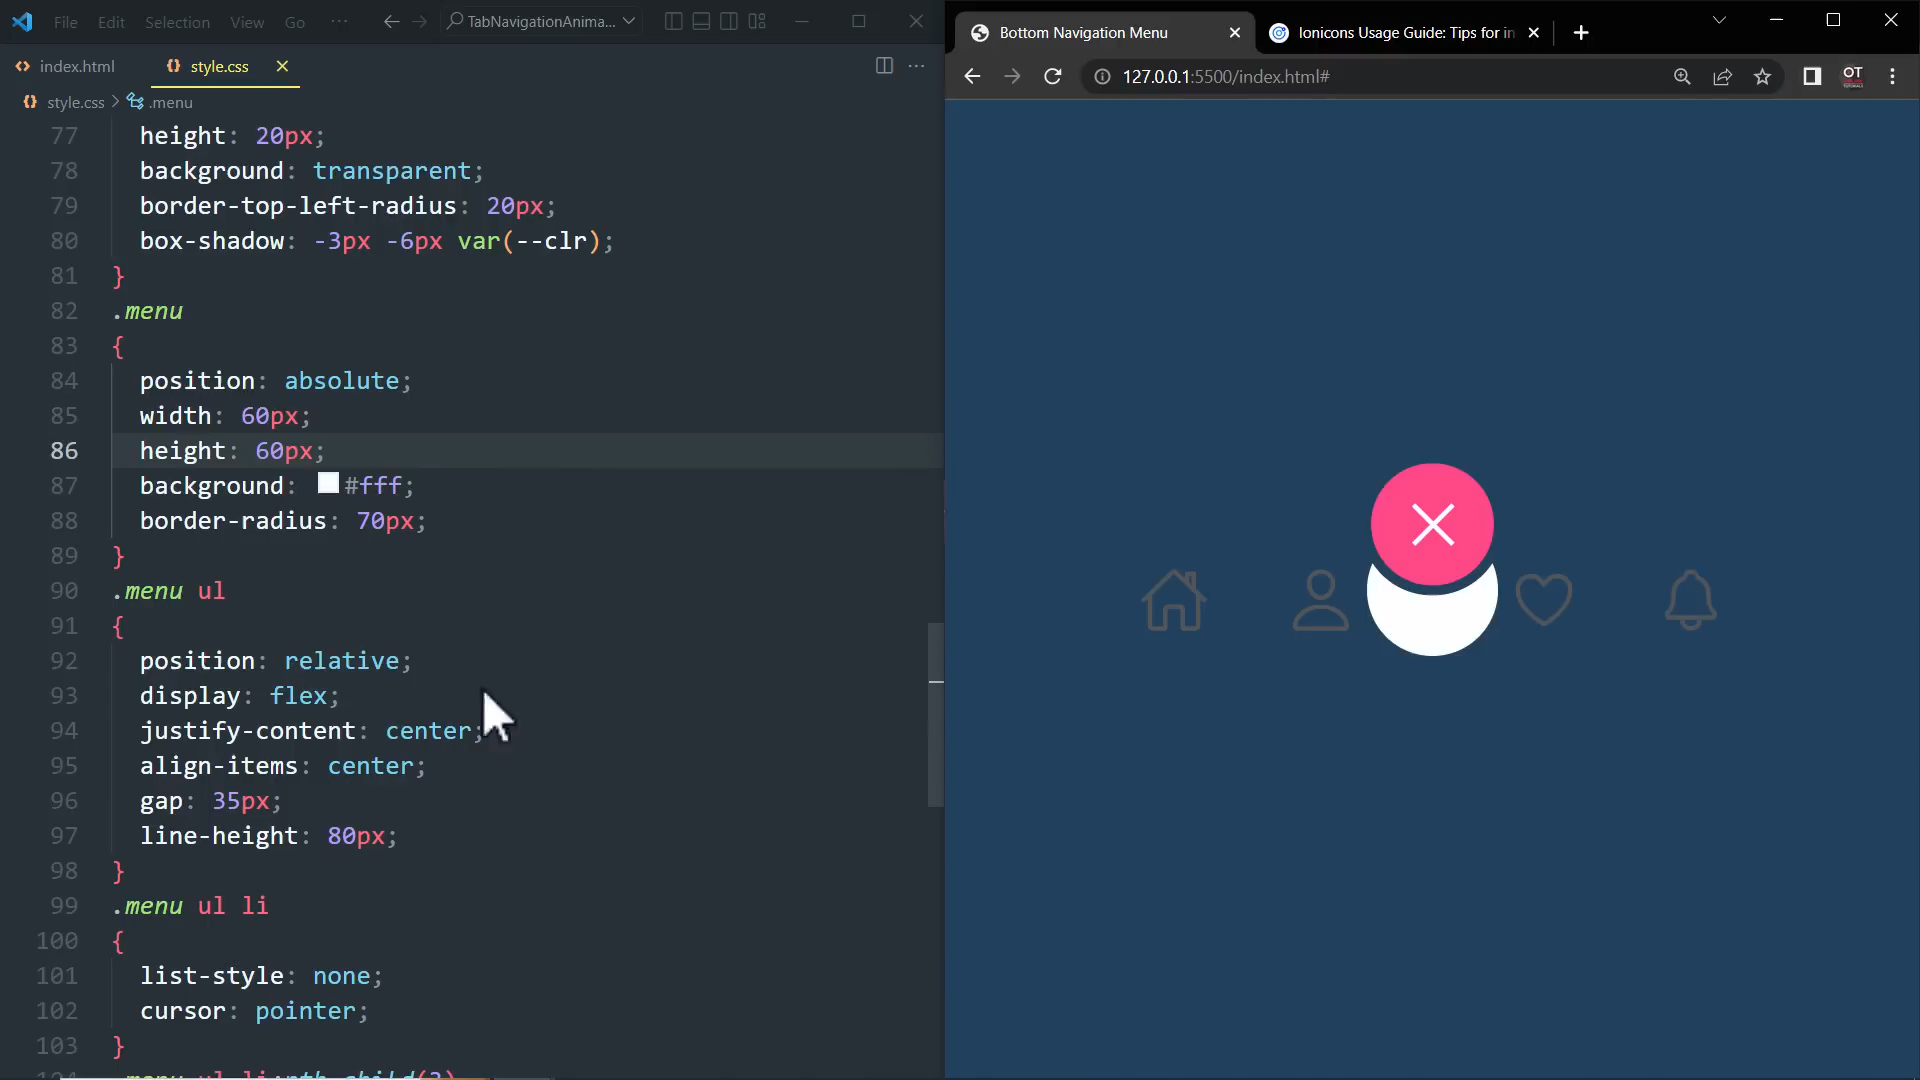 File Edit Selection View Go ··· TabNavigationAnima...
index.html style.css
style.css > .menu
77 height: 20px;
78 background: transparent;
79 border-top-left-radius: 20px;
80 box-shadow: -3px -6px var(--clr);
81 }
82 .menu
83 {
84 position: absolute;
85 width: 60px;
86 height: 60px;
87 background: #fff;
88 border-radius: 70px;
89 }
90 .menu ul
91 {
92 position: relative;
93 display: flex;
94 justify-content: center;
95 align-items: center;
96 gap: 35px;
97 line-height: 80px;
98 }
99 .menu ul li
100 {
101 list-style: none;
102 cursor: pointer;
103 }
Bottom Navigation Menu Ionicons Usage Guide: Tips for in
127.0.0.1:5500/index.html#
OT